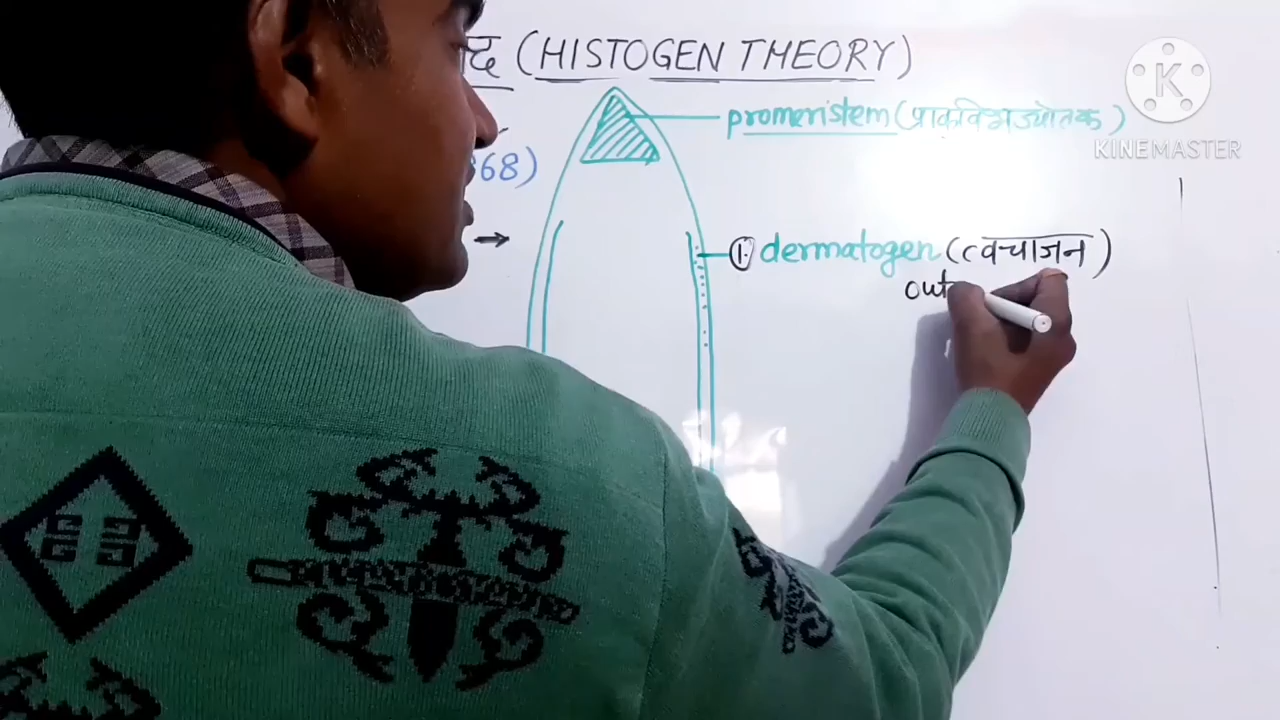 द (HISTOGEN THEORY)
promeristem (प्राक्विभज्योतक)
868)
→
① dermatogen (त्वचाजन)
out
K
KINEMASTER